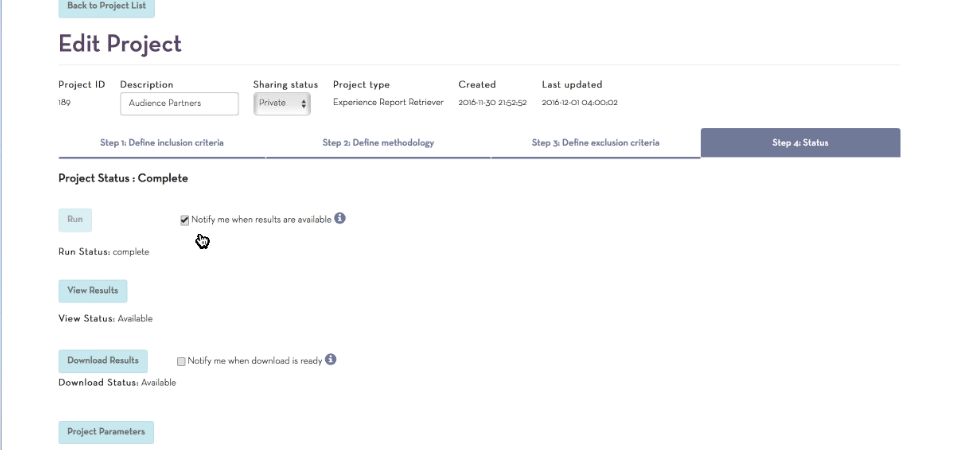 Back to Project List
Edit Project
Project ID Description Sharing status Project type Created Last updated
189 Audience Partners Private Experience Report Retriever 2016-11-30 21:52:52 2016-12-01 04:00:02
Step 1: Define inclusion criteria Step 2: Define methodology Step 3: Define exclusion criteria Step 4: Status
Project Status : Complete
Run Notify me when results are available
Run Status: complete
View Results
View Status: Available
Download Results Notify me when download is ready
Download Status: Available
Project Parameters